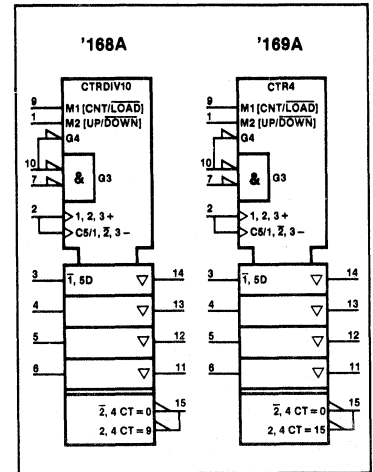 '168A
CTRDIV10
9 M1 [CNT/LOAD]
1 M2 [UP/DOWN]
G4
10
7 & G3
2 1, 2, 3 +
C5/1, 2̅, 3 −
3 1̅, 5D ▽ 14
4 ▽ 13
5 ▽ 12
6 ▽ 11
2̅, 4 CT = 0 15
2, 4 CT = 9
'169A
CTR4
9 M1 [CNT/L̅O̅A̅D̅]
1 M2 [UP/D̅O̅W̅N̅]
G4
10
7 & G3
2 1, 2, 3 +
C5/1, 2̅, 3 −
3 1̅, 5D ▽ 14
4 ▽ 13
5 ▽ 12
6 ▽ 11
2̅, 4 CT = 0 15
2, 4 CT = 15